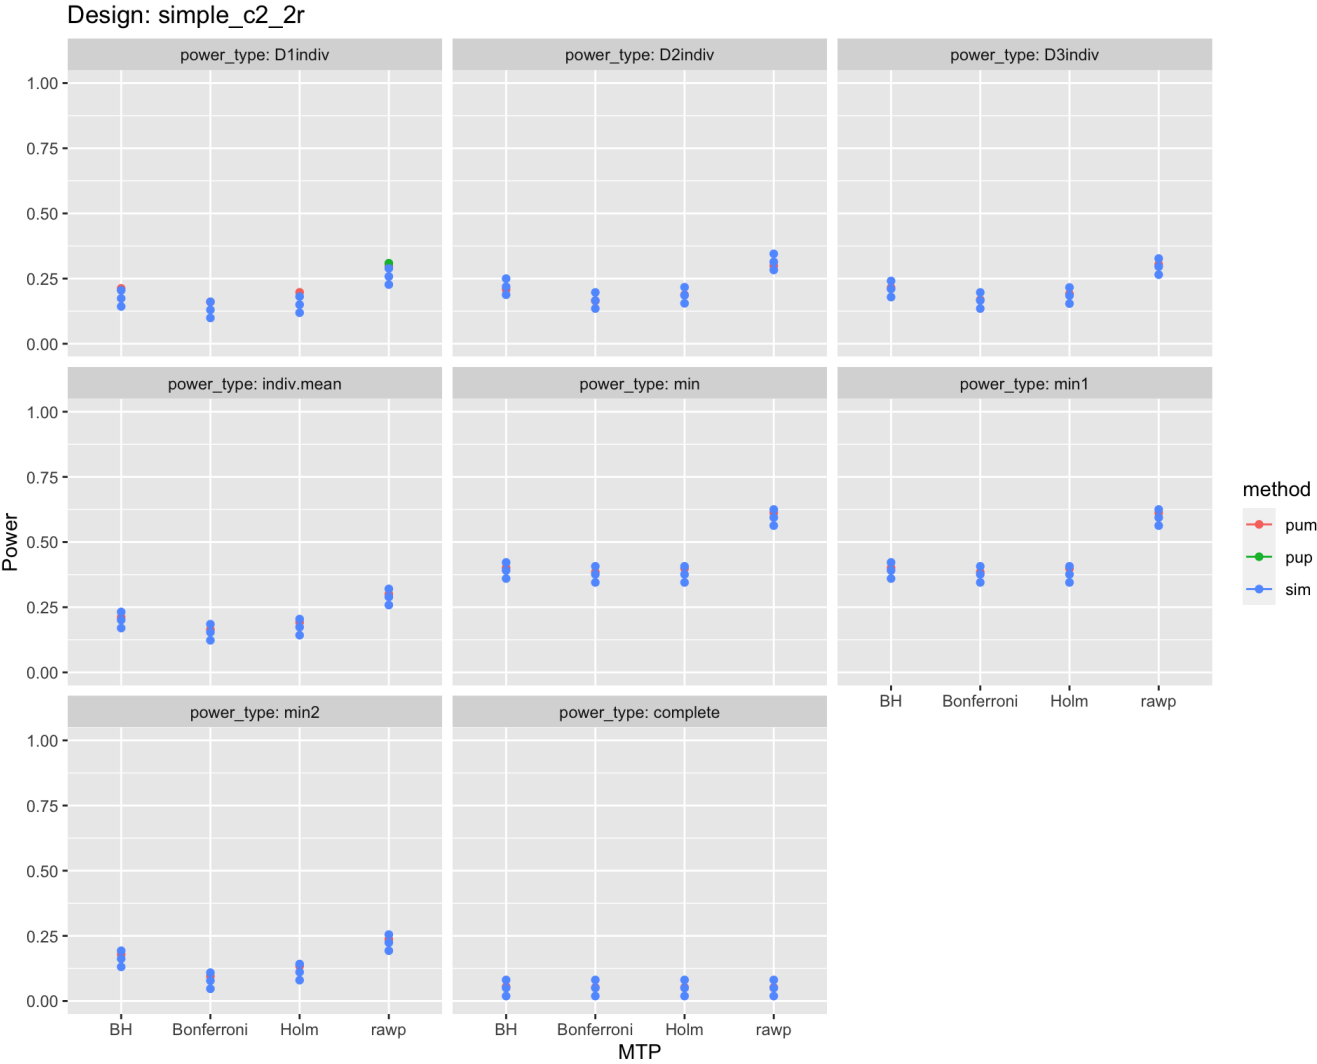 Design: simple_c2_2r
power_type: D1indiv
power_type: D2indiv
power_type: D3indiv
1.00
0.75
0.50
0.25
0.00
power_type: indiv.mean
power_type: min
power_type: min1
1.00
0.75
0.50
0.25
0.00
BH
Bonferroni
Holm
rawp
power_type: min2
power_type: complete
1.00
0.75
0.50
0.25
0.00
BH
Bonferroni
Holm
rawp
BH
Bonferroni
Holm
rawp
MTP
Power
method
pum
pup
sim